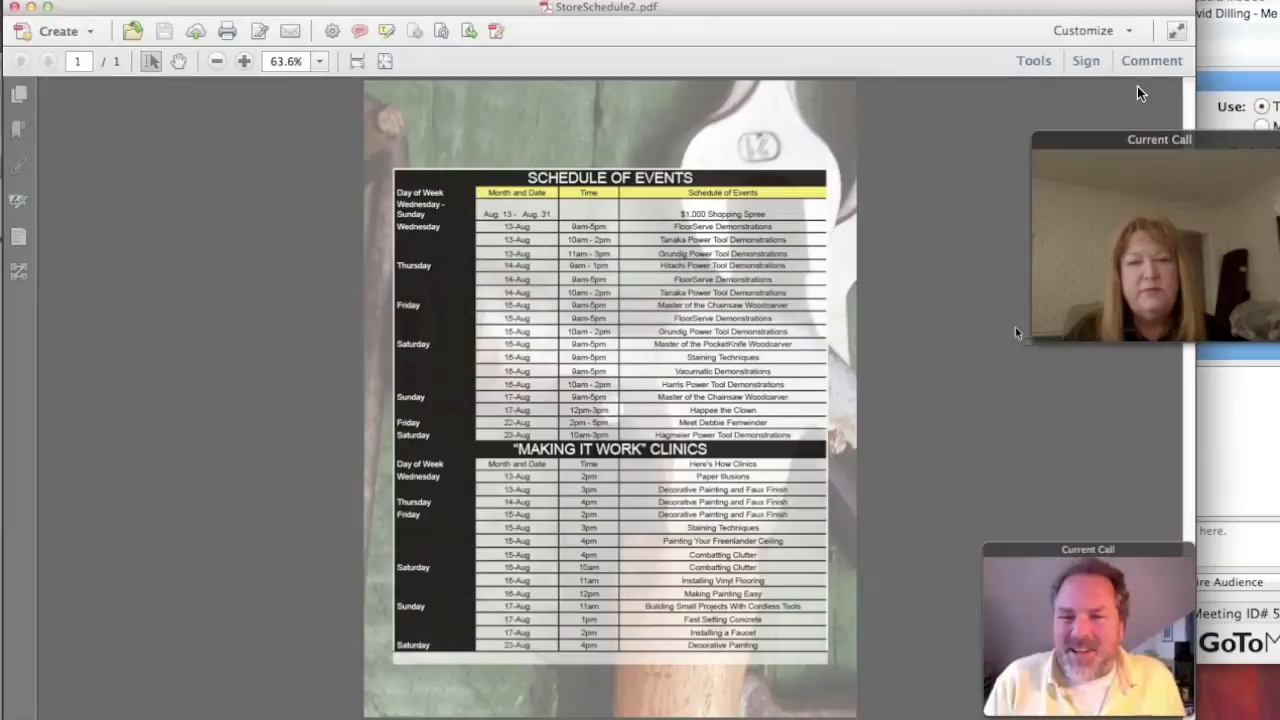 StoreSchedule2.pdf
Create
Customize
1 / 1
63.6%
Tools Sign Comment
vid Dilling - Me
Use:
Current Call
SCHEDULE OF EVENTS
Day of Week Month and Date Time Schedule of Events
Wednesday -
Sunday Aug. 13 - Aug. 31 $1,000 Shopping Spree
Wednesday 13-Aug 9am-5pm FloorServe Demonstrations
13-Aug 10am - 2pm Tanaka Power Tool Demonstrations
13-Aug 11am - 3pm Grundig Power Tool Demonstrations
Thursday 14-Aug 9am - 1pm Hitachi Power Tool Demonstrations
14-Aug 9am-5pm FloorServe Demonstrations
14-Aug 10am - 2pm Tanaka Power Tool Demonstrations
Friday 15-Aug 9am-5pm Master of the Chainsaw Woodcarver
15-Aug 9am-5pm FloorServe Demonstrations
15-Aug 10am - 2pm Grundig Power Tool Demonstrations
Saturday 16-Aug 9am-5pm Master of the PocketKnife Woodcarver
16-Aug 9am-5pm Staining Techniques
16-Aug 9am-5pm Vacumatic Demonstrations
16-Aug 10am - 2pm Harris Power Tool Demonstrations
Sunday 17-Aug 9am-5pm Master of the Chainsaw Woodcarver
17-Aug 12pm-3pm Happee the Clown
Friday 22-Aug 2pm - 5pm Meet Debbie Fernwinder
Saturday 23-Aug 10am-3pm Hagmeier Power Tool Demonstrations
"MAKING IT WORK" CLINICS
Day of Week Month and Date Time Here's How Clinics
Wednesday 13-Aug 2pm Paper Illusions
13-Aug 3pm Decorative Painting and Faux Finish
Thursday 14-Aug 4pm Decorative Painting and Faux Finish
Friday 15-Aug 2pm Decorative Painting and Faux Finish
15-Aug 3pm Staining Techniques
15-Aug 4pm Painting Your Freenlander Ceiling
15-Aug 4pm Combatting Clutter
Saturday 16-Aug 10am Combatting Clutter
16-Aug 11am Installing Vinyl Flooring
16-Aug 12pm Making Painting Easy
Sunday 17-Aug 11am Building Small Projects With Cordless Tools
17-Aug 1pm Fast Setting Concrete
17-Aug 2pm Installing a Faucet
Saturday 23-Aug 4pm Decorative Painting
here.
Current Call
ire Audience
Meeting ID# 5
GoToM